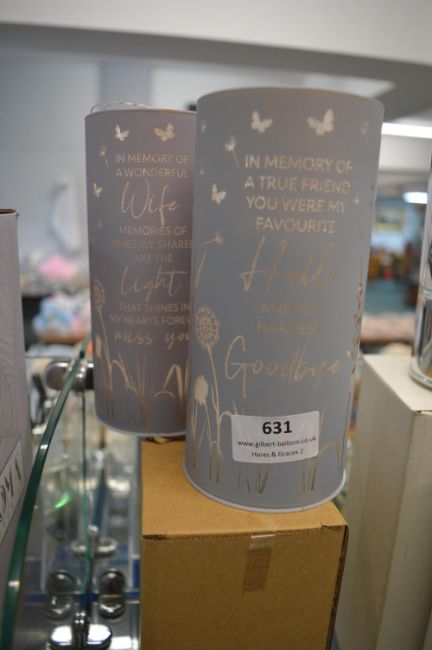 IN MEMORY OF
A WONDERFUL
Wife
MEMORIES OF
TIMES WE SHARED
ARE THE
Light
THAT SHINES IN
MY HEARTS FOREV
miss you
IN MEMORY OF
A TRUE FRIEND
YOU WERE MY
FAVOURITE
Hello
AND MY
HARDEST
Goodbye
631
www.gilbert-baitson.co.uk
Hares & Graces 2